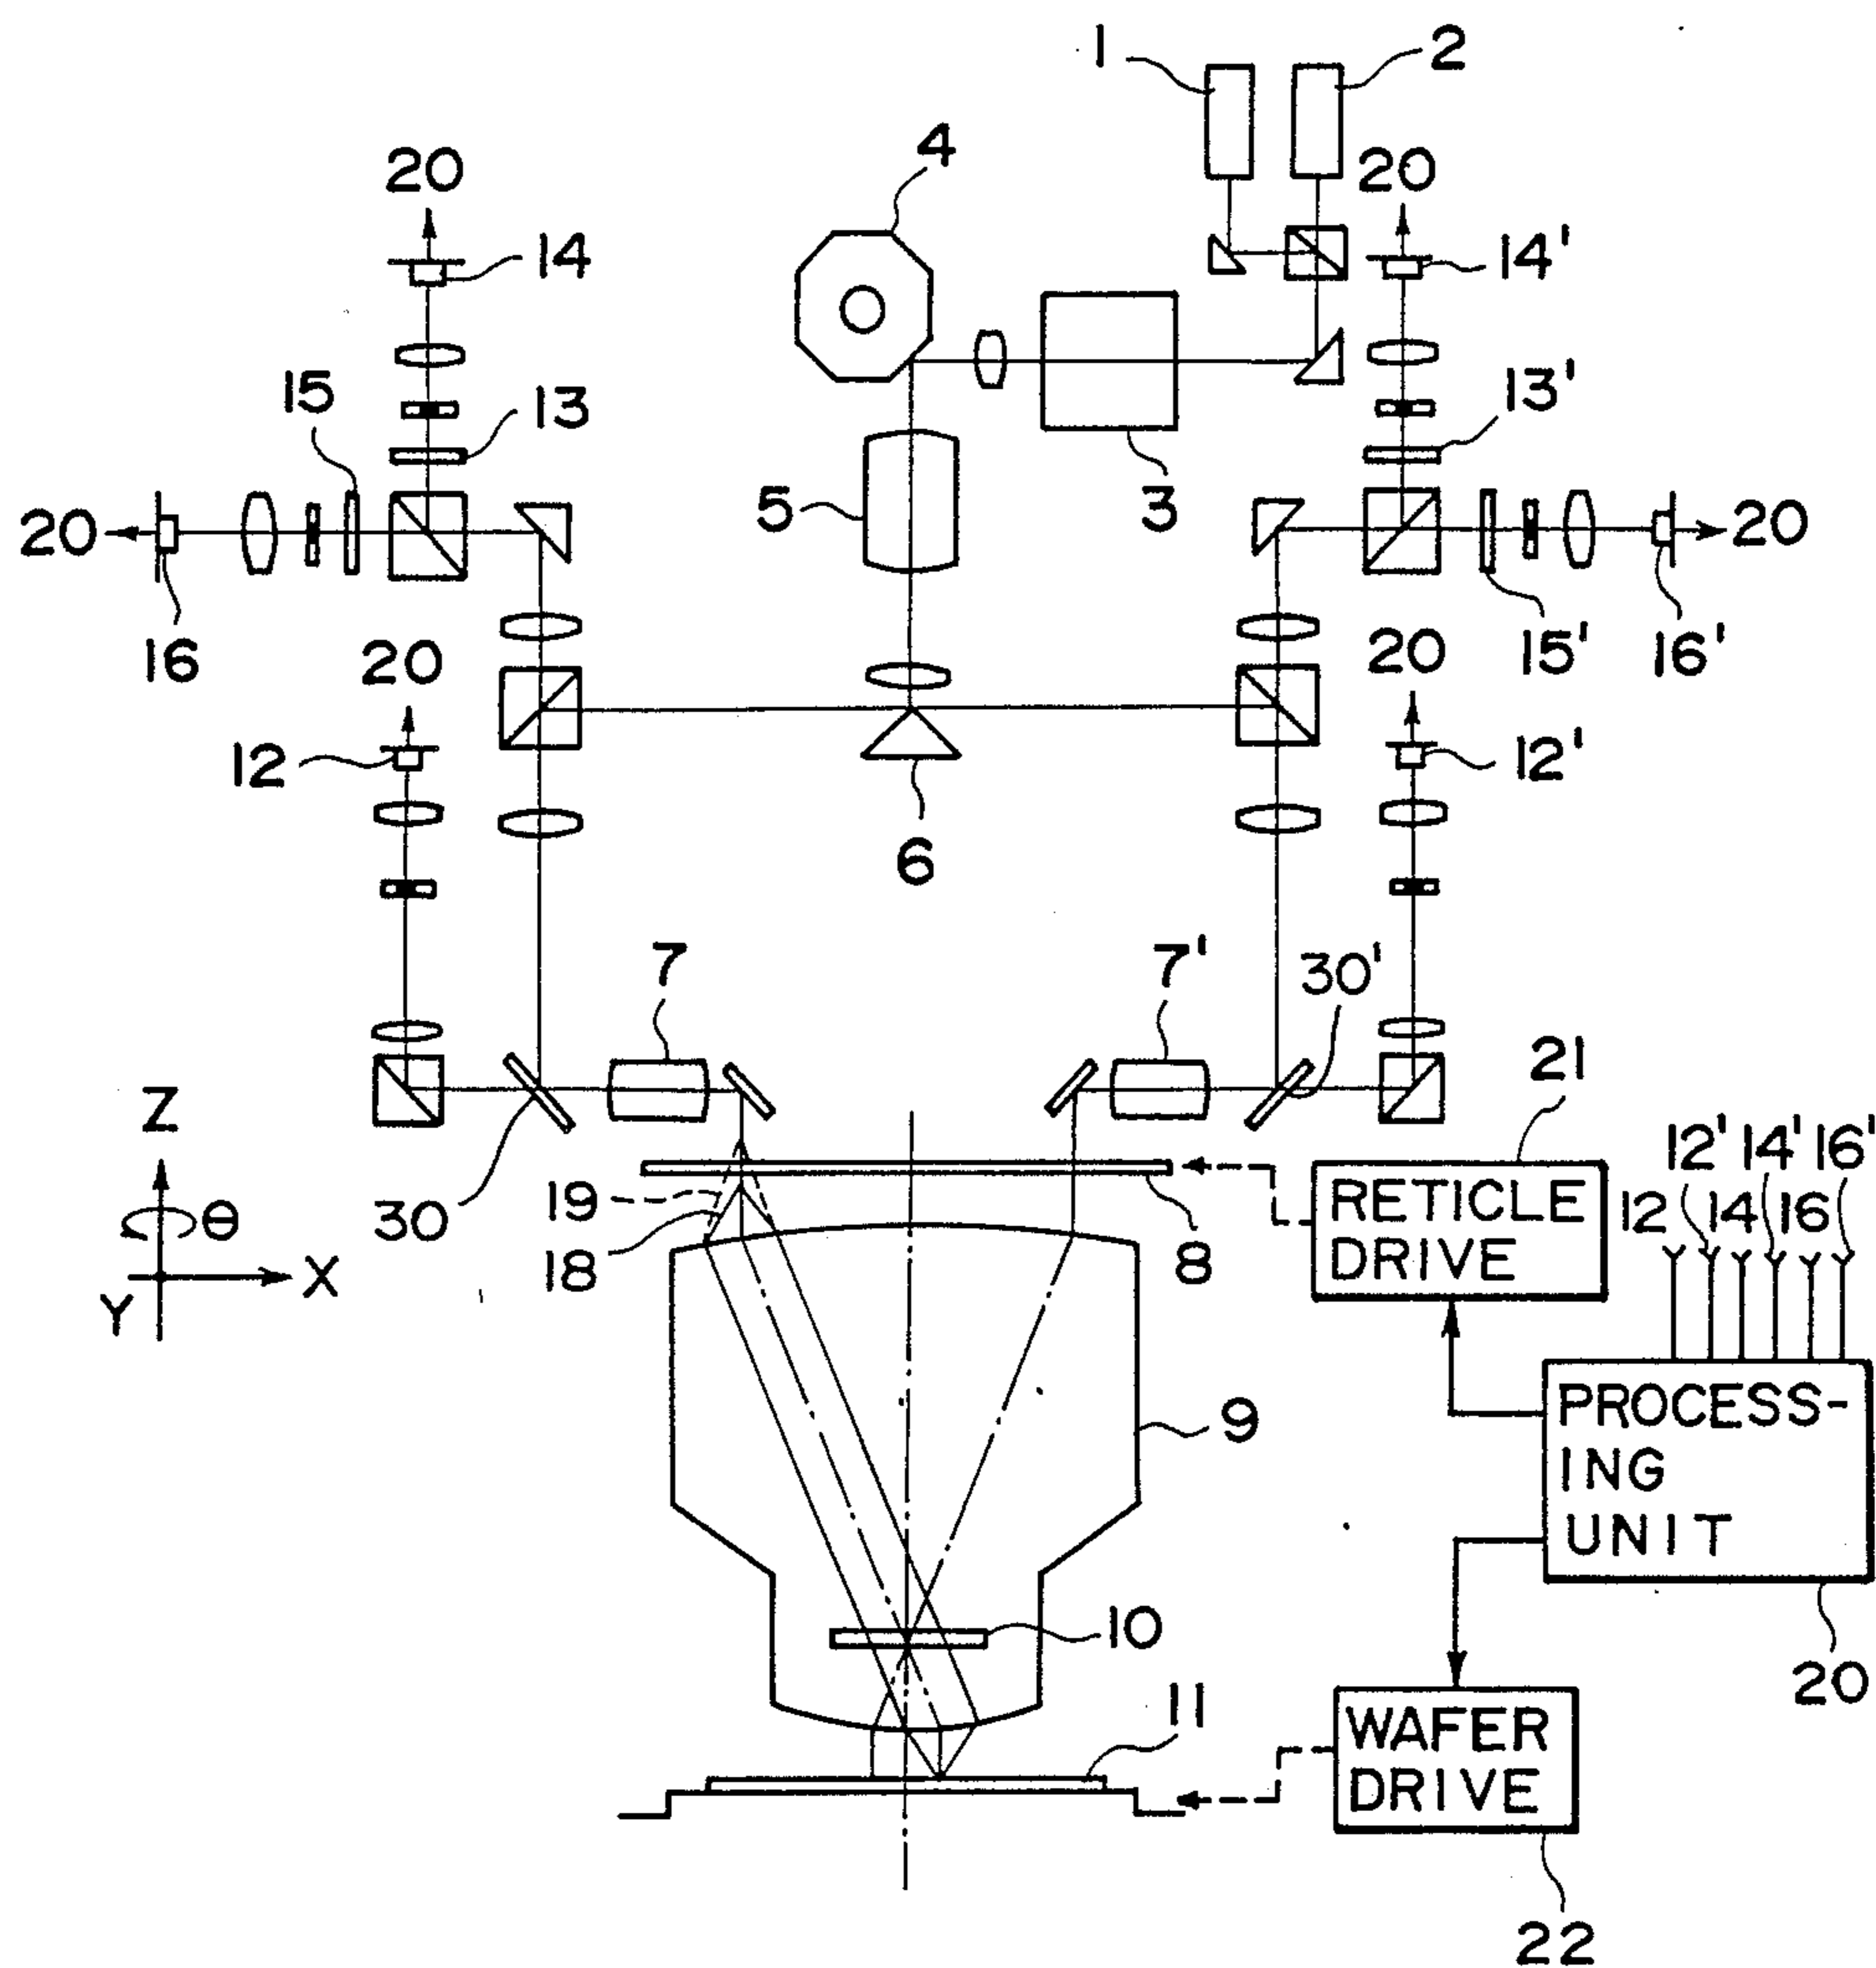 1
2
4
20
20
14
14'
15
13
13'
5
3
20
20
16
20
20
15'
16'
12
12'
6
7
7'
30'
21
Z
θ
X
Y
30
19
18
8
RETICLE
DRIVE
12' 14' 16'
12 14 16
9
PROCESS-
ING
UNIT
10
20
11
WAFER
DRIVE
22